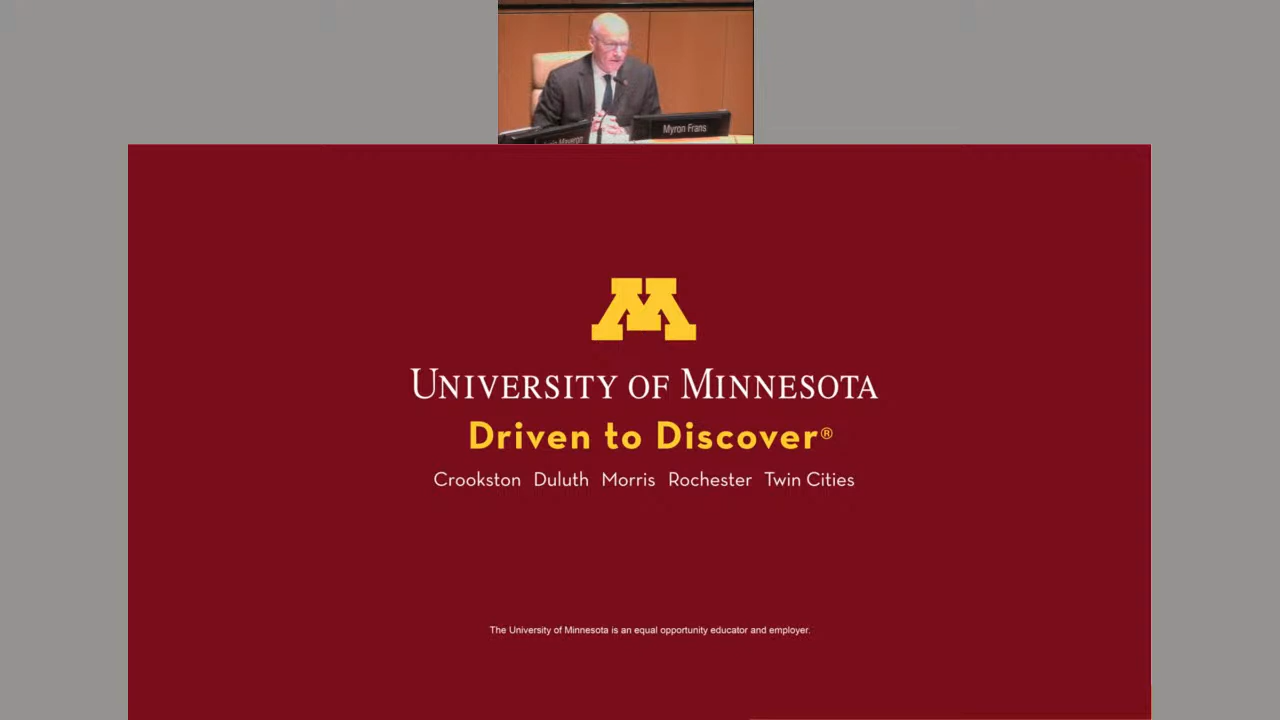 Myron Frans
M
UNIVERSITY OF MINNESOTA
Driven to Discover®
Crookston Duluth Morris Rochester Twin Cities
The University of Minnesota is an equal opportunity educator and employer.